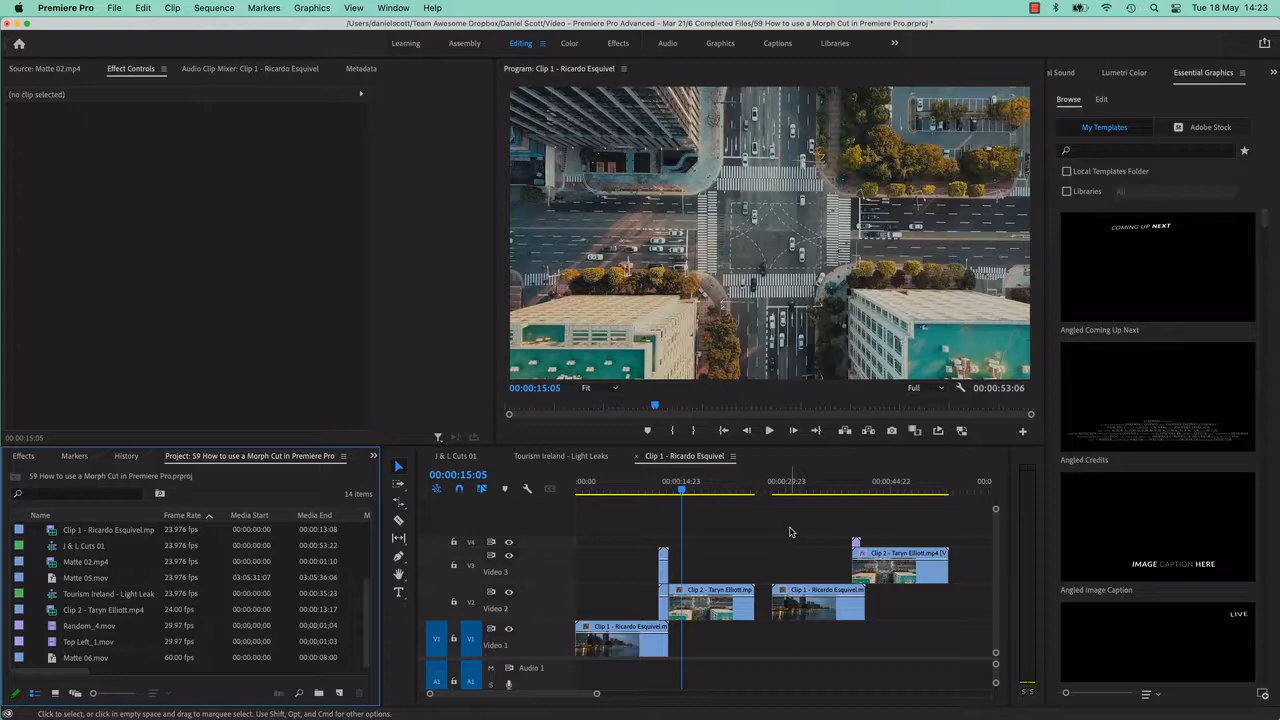 Premiere Pro File Edit Clip Sequence Markers Graphics View Window Help Tue 18 May 14:23
/Users/danielscott/Team Awesome Dropbox/Daniel Scott/Video - Premiere Pro Advanced - Mar 21/6 Completed Files/59 How to use a Morph Cut in Premiere Pro.prproj *
Learning Assembly Editing Color Effects Audio Graphics Captions Libraries
Source: Matte 02.mp4 Effect Controls Audio Clip Mixer: Clip 1 - Ricardo Esquivel Metadata
(no clip selected)
00:00:15:05
Program: Clip 1 - Ricardo Esquivel
00:00:15:05 Fit Full 00:00:53:06
al Sound Lumetri Color Essential Graphics
Browse Edit
My Templates St Adobe Stock
Local Templates Folder
Libraries All
COMING UP NEXT
Angled Coming Up Next
Angled Credits
IMAGE CAPTION HERE
Angled Image Caption
LIVE
Effects Markers History Project: 59 How to use a Morph Cut in Premiere Pro
59 How to use a Morph Cut in Premiere Pro.prproj
14 items
Name Frame Rate Media Start Media End M
Clip 1 - Ricardo Esquivel.mp 23.976 fps 00:00:00:00 00:00:13:08
J & L Cuts 01 23.976 fps 00:00:00:00 00:00:53:22
Matte 02.mp4 23.976 fps 00:00:00:00 00:00:01:10
Matte 05.mov 23.976 fps 03:05:31:07 03:05:36:06
Tourism Ireland - Light Leak 23.976 fps 00:00:00:00 00:00:35:23
Clip 2 - Taryn Elliott.mp4 24.00 fps 00:00:00:00 00:00:13:17
Random_4.mov 29.97 fps 00;00;00;00 00;00;01;03
Top Left_1.mov 29.97 fps 00;00;00;00 00;00;01;04
Matte 06.mov 60.00 fps 00:00:00:00 00:00:08:00
J & L Cuts 01 Tourism Ireland - Light Leaks × Clip 1 - Ricardo Esquivel
00:00:15:05
:00:00 00:00:14:23 00:00:29:23 00:00:44:22 00:0
V4
V3
Video 3
fx Clip 2 - Taryn Elliott.mp4 [V
V2
Video 2
Clip 2 - Taryn Elliott.mp
Clip 1 - Ricardo Esquivel.m
V1 V1 V1
Video 1
Clip 1 - Ricardo Esquivel.m
A1 A1 M Audio 1
S
S S
Click to select, or click in empty space and drag to marquee select. Use Shift, Opt, and Cmd for other options.